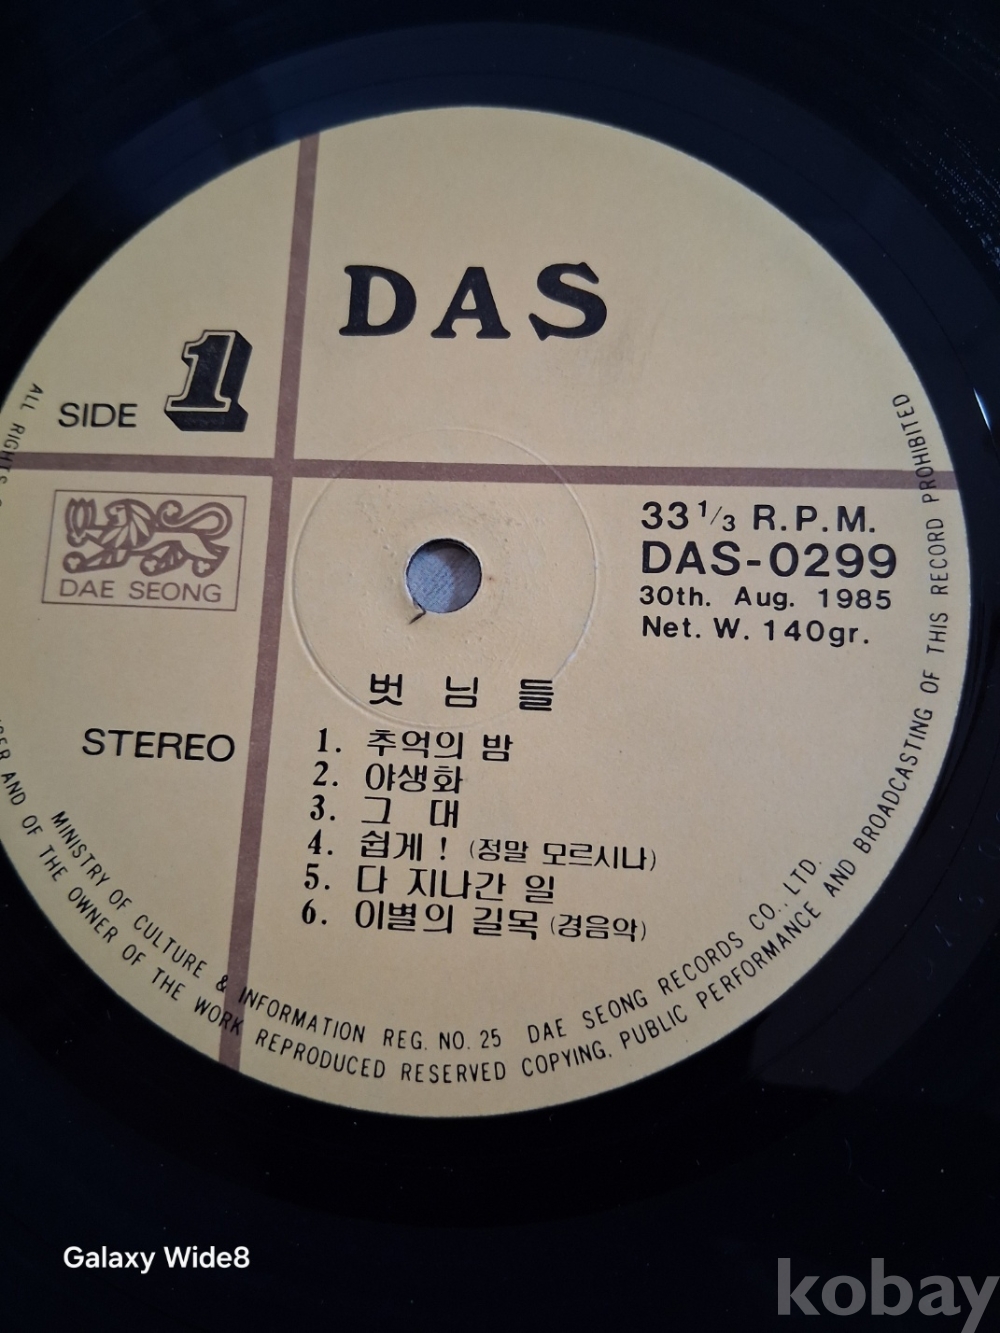 DAS
SIDE 1
DAE SEONG
STEREO
33 1/3 R.P.M.
DAS-0299
30th. Aug. 1985
Net. W. 140gr.
벗 님 들
1. 추억의 밤
2. 야생화
3. 그 대
4. 쉽게! (정말 모르시나)
5. 다 지나간 일
6. 이별의 길목 (경음악)
MINISTRY OF CULTURE & INFORMATION REG. NO. 25 DAE SEONG RECORDS CO., LTD.
ALL RIGHTS
AND OF THE OWNER OF THE WORK REPRODUCED RESERVED COPYING, PUBLIC PERFORMANCE AND BROADCASTING OF THIS RECORD PROHIBITED
Galaxy Wide8
kobay